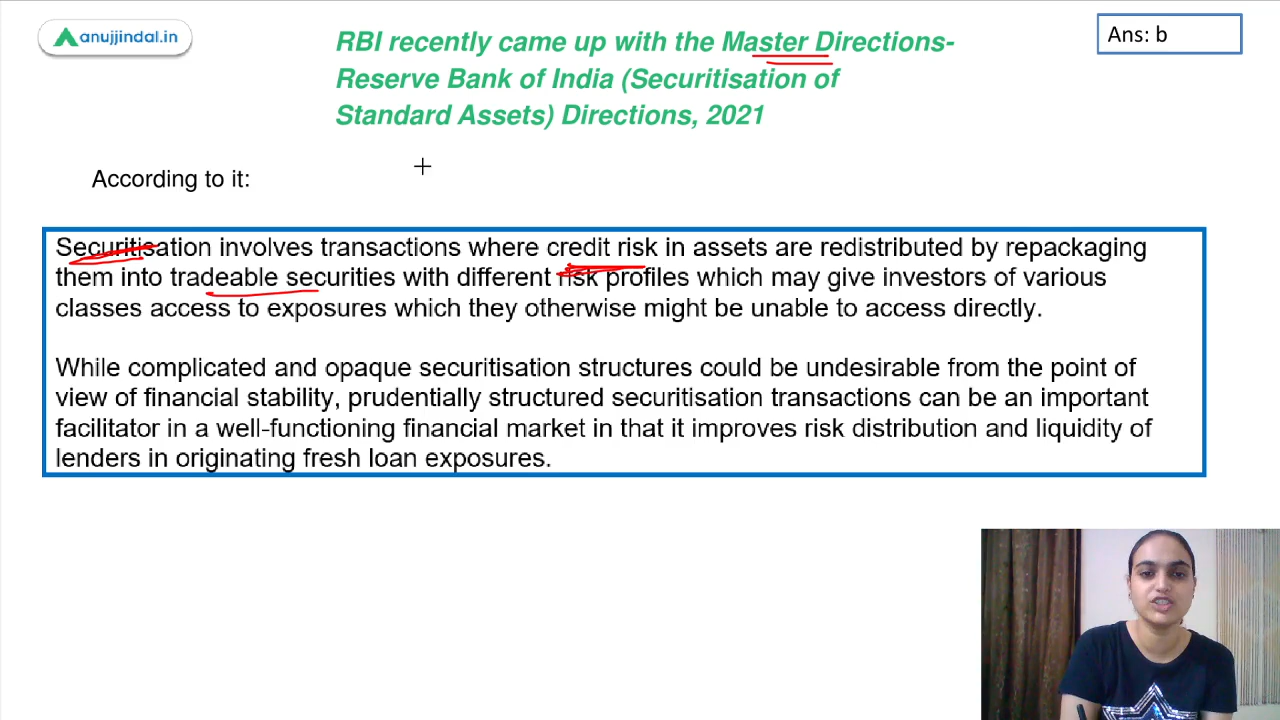 anujjindal.in
Ans: b
RBI recently came up with the Master Directions-
Reserve Bank of India (Securitisation of
Standard Assets) Directions, 2021
According to it:
Securitisation involves transactions where credit risk in assets are redistributed by repackaging
them into tradeable securities with different risk profiles which may give investors of various
classes access to exposures which they otherwise might be unable to access directly.
While complicated and opaque securitisation structures could be undesirable from the point of
view of financial stability, prudentially structured securitisation transactions can be an important
facilitator in a well-functioning financial market in that it improves risk distribution and liquidity of
lenders in originating fresh loan exposures.